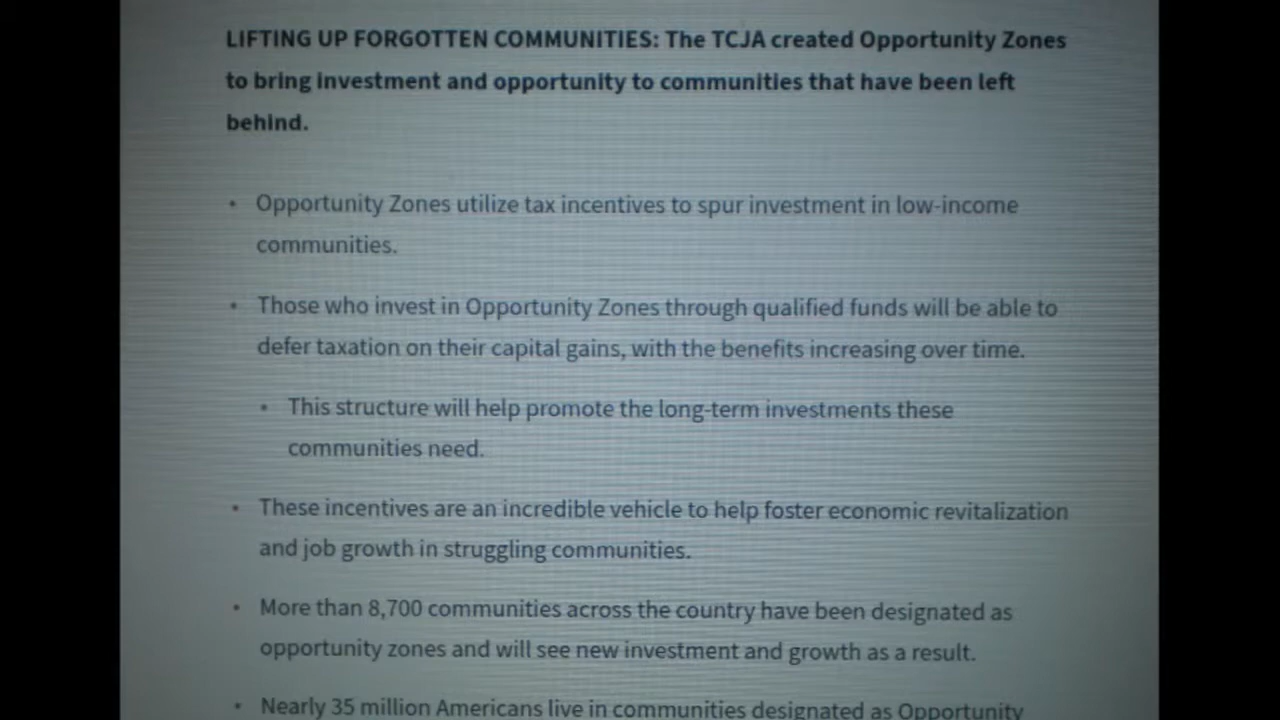 LIFTING UP FORGOTTEN COMMUNITIES: The TCJA created Opportunity Zones
to bring investment and opportunity to communities that have been left
behind.
• Opportunity Zones utilize tax incentives to spur investment in low-income
communities.
• Those who invest in Opportunity Zones through qualified funds will be able to
defer taxation on their capital gains, with the benefits increasing over time.
• This structure will help promote the long-term investments these
communities need.
• These incentives are an incredible vehicle to help foster economic revitalization
and job growth in struggling communities.
• More than 8,700 communities across the country have been designated as
opportunity zones and will see new investment and growth as a result.
• Nearly 35 million Americans live in communities designated as Opportunity